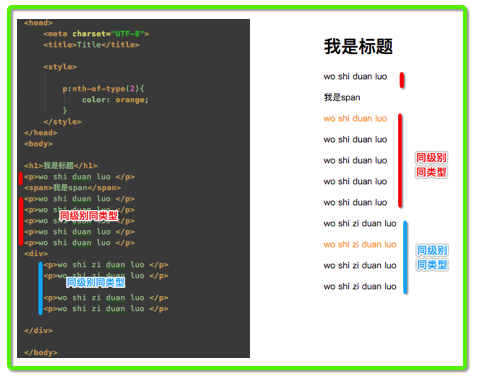 <head>
<meta charset="UTF-8">
<title>Title</title>
<style>
p:nth-of-type(2){
color: orange;
}
</style>
</head>
<body>
<h1>我是标题</h1>
<p>wo shi duan luo </p>
<span>我是span</span>
<p>wo shi duan luo </p>
<p>wo shi duan luo </p>
<p>wo shi duan luo </p>
<p>wo shi duan luo </p>
<p>wo shi duan luo </p>
同级别同类型
<div>
<p>wo shi zi duan luo </p>
<p>wo shi zi duan luo </p>
同级别同类型
<p>wo shi zi duan luo </p>
<p>wo shi zi duan luo </p>
</div>
</body>
我是标题
wo shi duan luo
我是span
wo shi duan luo
wo shi duan luo
wo shi duan luo
wo shi duan luo
wo shi duan luo
同级别
同类型
wo shi zi duan luo
wo shi zi duan luo
wo shi zi duan luo
wo shi zi duan luo
同级别
同类型